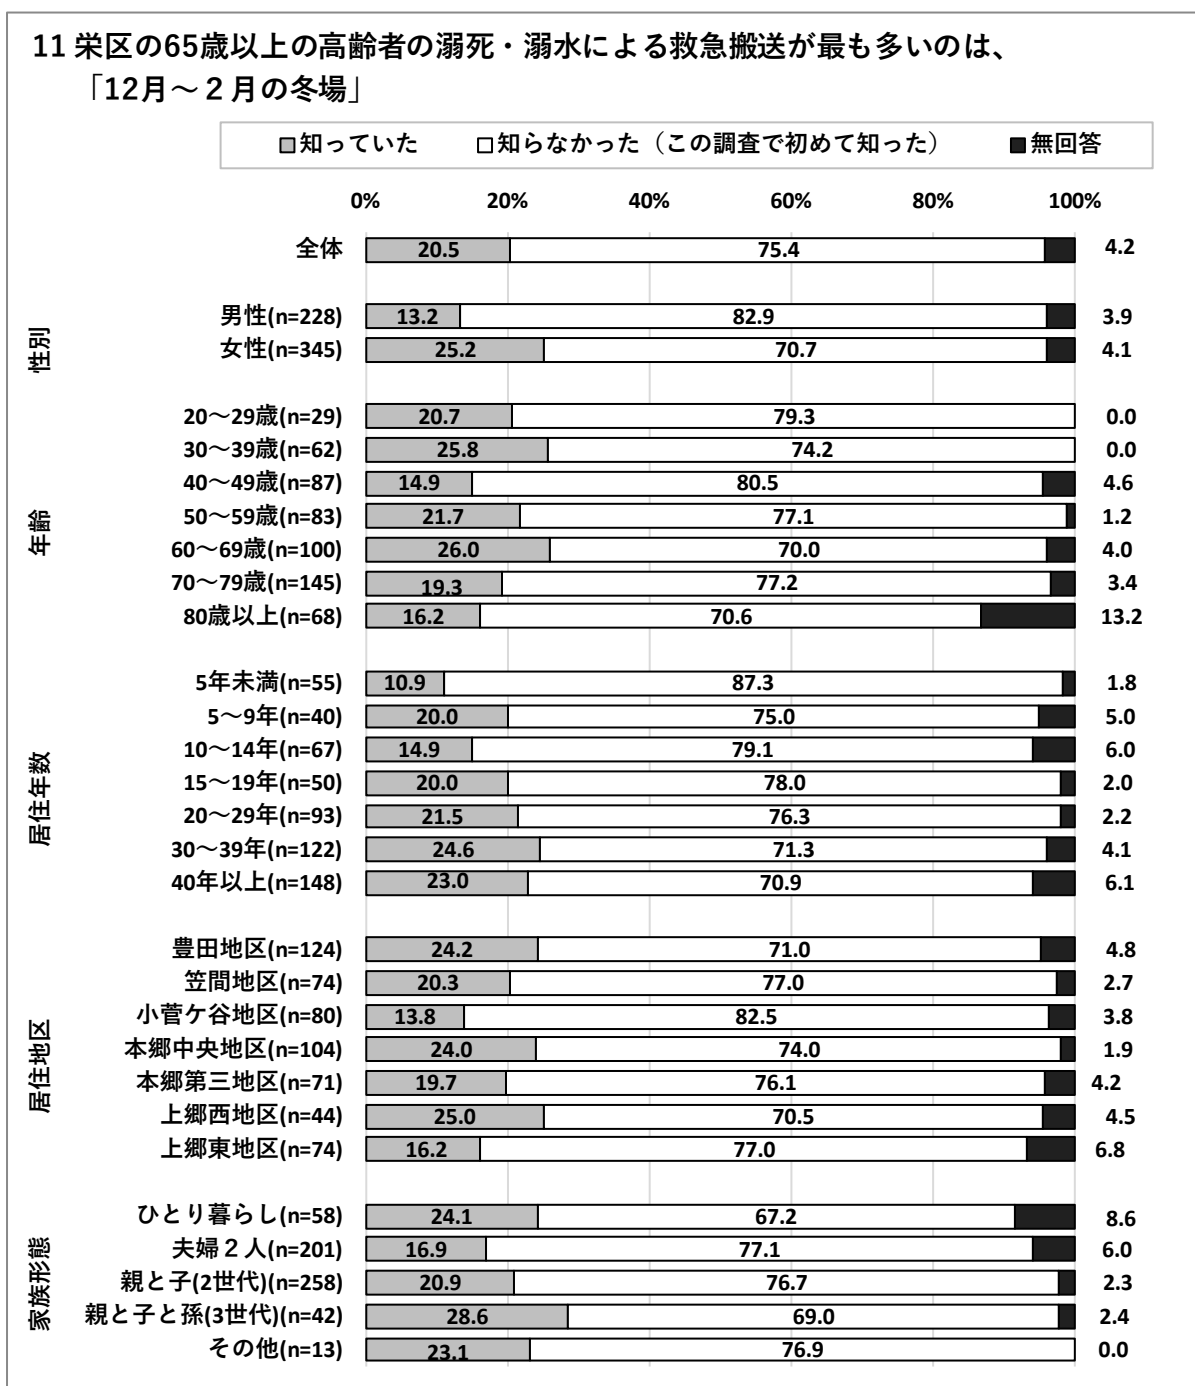 11 栄区の65歳以上の高齢者の溺死・溺水による救急搬送が最も多いのは、
「12月～２月の冬場」
知っていた 知らなかった（この調査で初めて知った） 無回答
0% 20% 40% 60% 80% 100%
全体 20.5 75.4 4.2
性別
男性(n=228) 13.2 82.9 3.9
女性(n=345) 25.2 70.7 4.1
年齢
20～29歳(n=29) 20.7 79.3 0.0
30～39歳(n=62) 25.8 74.2 0.0
40～49歳(n=87) 14.9 80.5 4.6
50～59歳(n=83) 21.7 77.1 1.2
60～69歳(n=100) 26.0 70.0 4.0
70～79歳(n=145) 19.3 77.2 3.4
80歳以上(n=68) 16.2 70.6 13.2
居住年数
5年未満(n=55) 10.9 87.3 1.8
5～9年(n=40) 20.0 75.0 5.0
10～14年(n=67) 14.9 79.1 6.0
15～19年(n=50) 20.0 78.0 2.0
20～29年(n=93) 21.5 76.3 2.2
30～39年(n=122) 24.6 71.3 4.1
40年以上(n=148) 23.0 70.9 6.1
居住地区
豊田地区(n=124) 24.2 71.0 4.8
笠間地区(n=74) 20.3 77.0 2.7
小菅ケ谷地区(n=80) 13.8 82.5 3.8
本郷中央地区(n=104) 24.0 74.0 1.9
本郷第三地区(n=71) 19.7 76.1 4.2
上郷西地区(n=44) 25.0 70.5 4.5
上郷東地区(n=74) 16.2 77.0 6.8
家族形態
ひとり暮らし(n=58) 24.1 67.2 8.6
夫婦２人(n=201) 16.9 77.1 6.0
親と子(2世代)(n=258) 20.9 76.7 2.3
親と子と孫(3世代)(n=42) 28.6 69.0 2.4
その他(n=13) 23.1 76.9 0.0